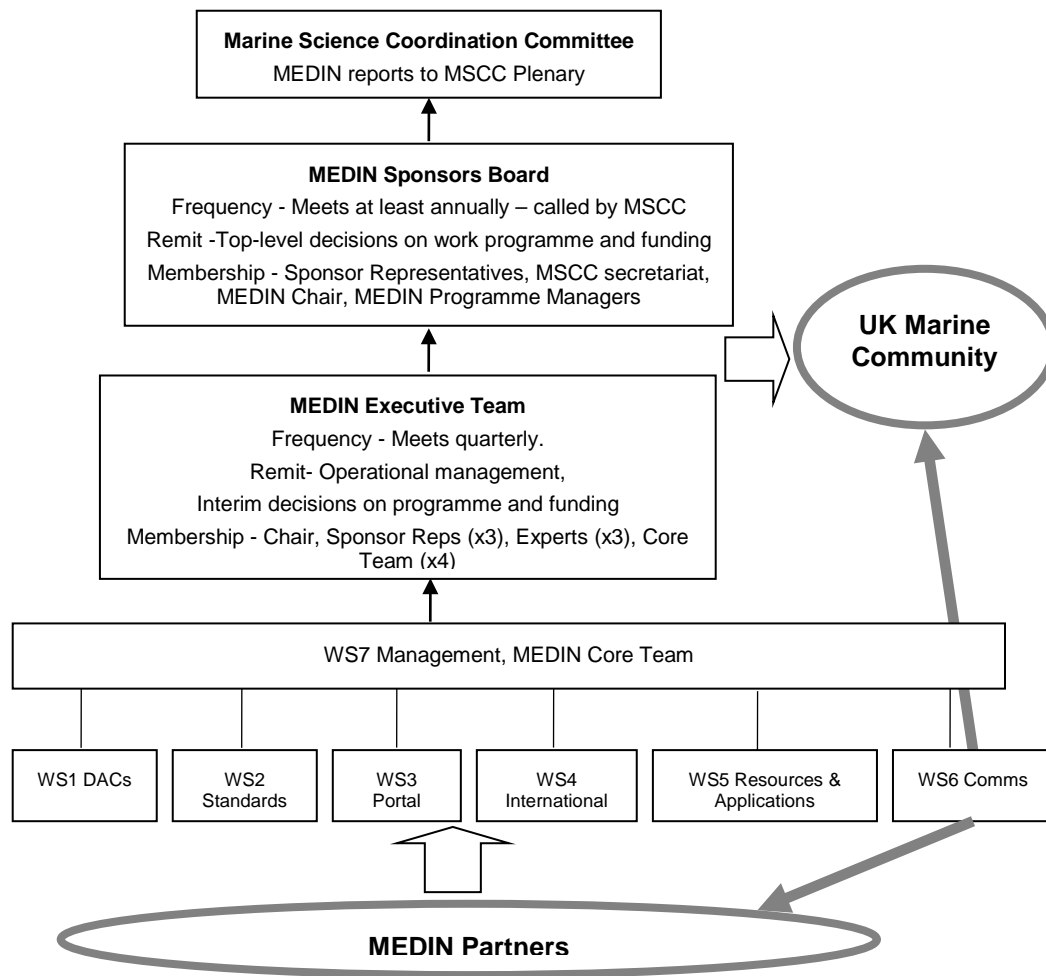 Marine Science Coordination Committee
MEDIN reports to MSCC Plenary
MEDIN Sponsors Board
Frequency - Meets at least annually – called by MSCC
Remit -Top-level decisions on work programme and funding
Membership - Sponsor Representatives, MSCC secretariat,
MEDIN Chair, MEDIN Programme Managers
UK Marine
Community
MEDIN Executive Team
Frequency - Meets quarterly.
Remit- Operational management,
Interim decisions on programme and funding
Membership - Chair, Sponsor Reps (x3), Experts (x3), Core
Team (x4)
WS7 Management, MEDIN Core Team
WS1 DACs
WS2
Standards
WS3
Portal
WS4
International
WS5 Resources &
Applications
WS6 Comms
MEDIN Partners